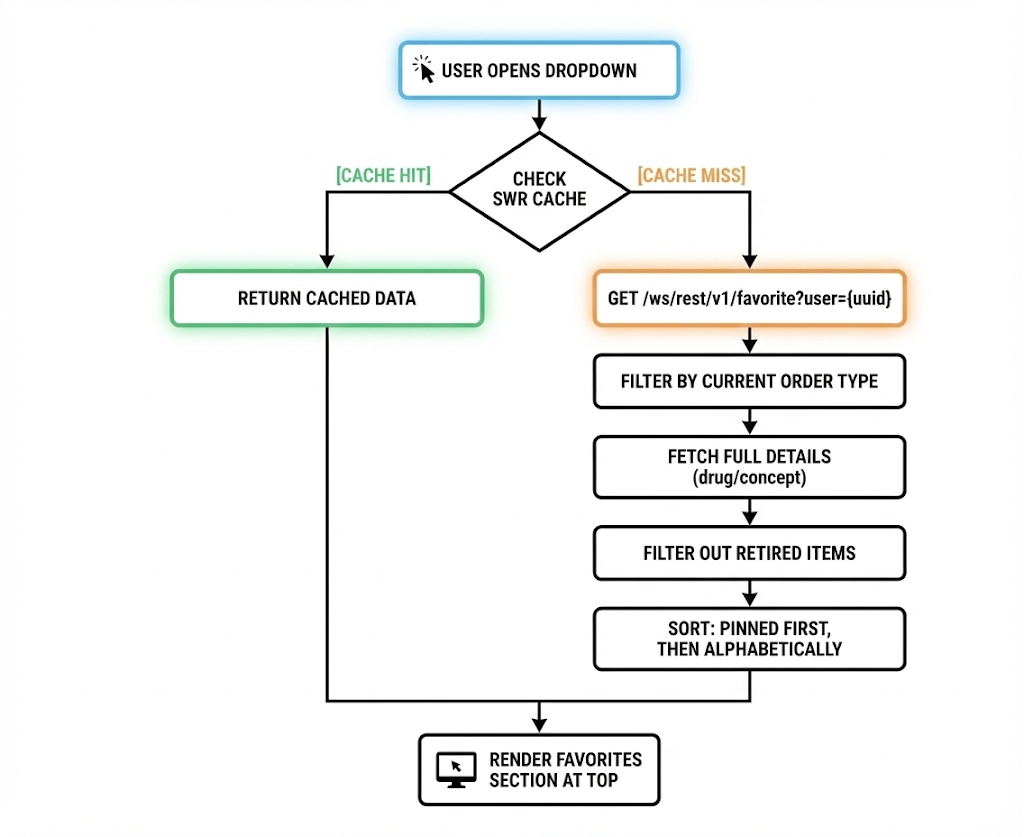 USER OPENS DROPDOWN
CHECK
SWR CACHE
[CACHE HIT]
[CACHE MISS]
RETURN CACHED DATA
GET /ws/rest/v1/favorite?user={uuid}
FILTER BY CURRENT ORDER TYPE
FETCH FULL DETAILS
(drug/concept)
FILTER OUT RETIRED ITEMS
SORT: PINNED FIRST,
THEN ALPHABETICALLY
RENDER FAVORITES
SECTION AT TOP